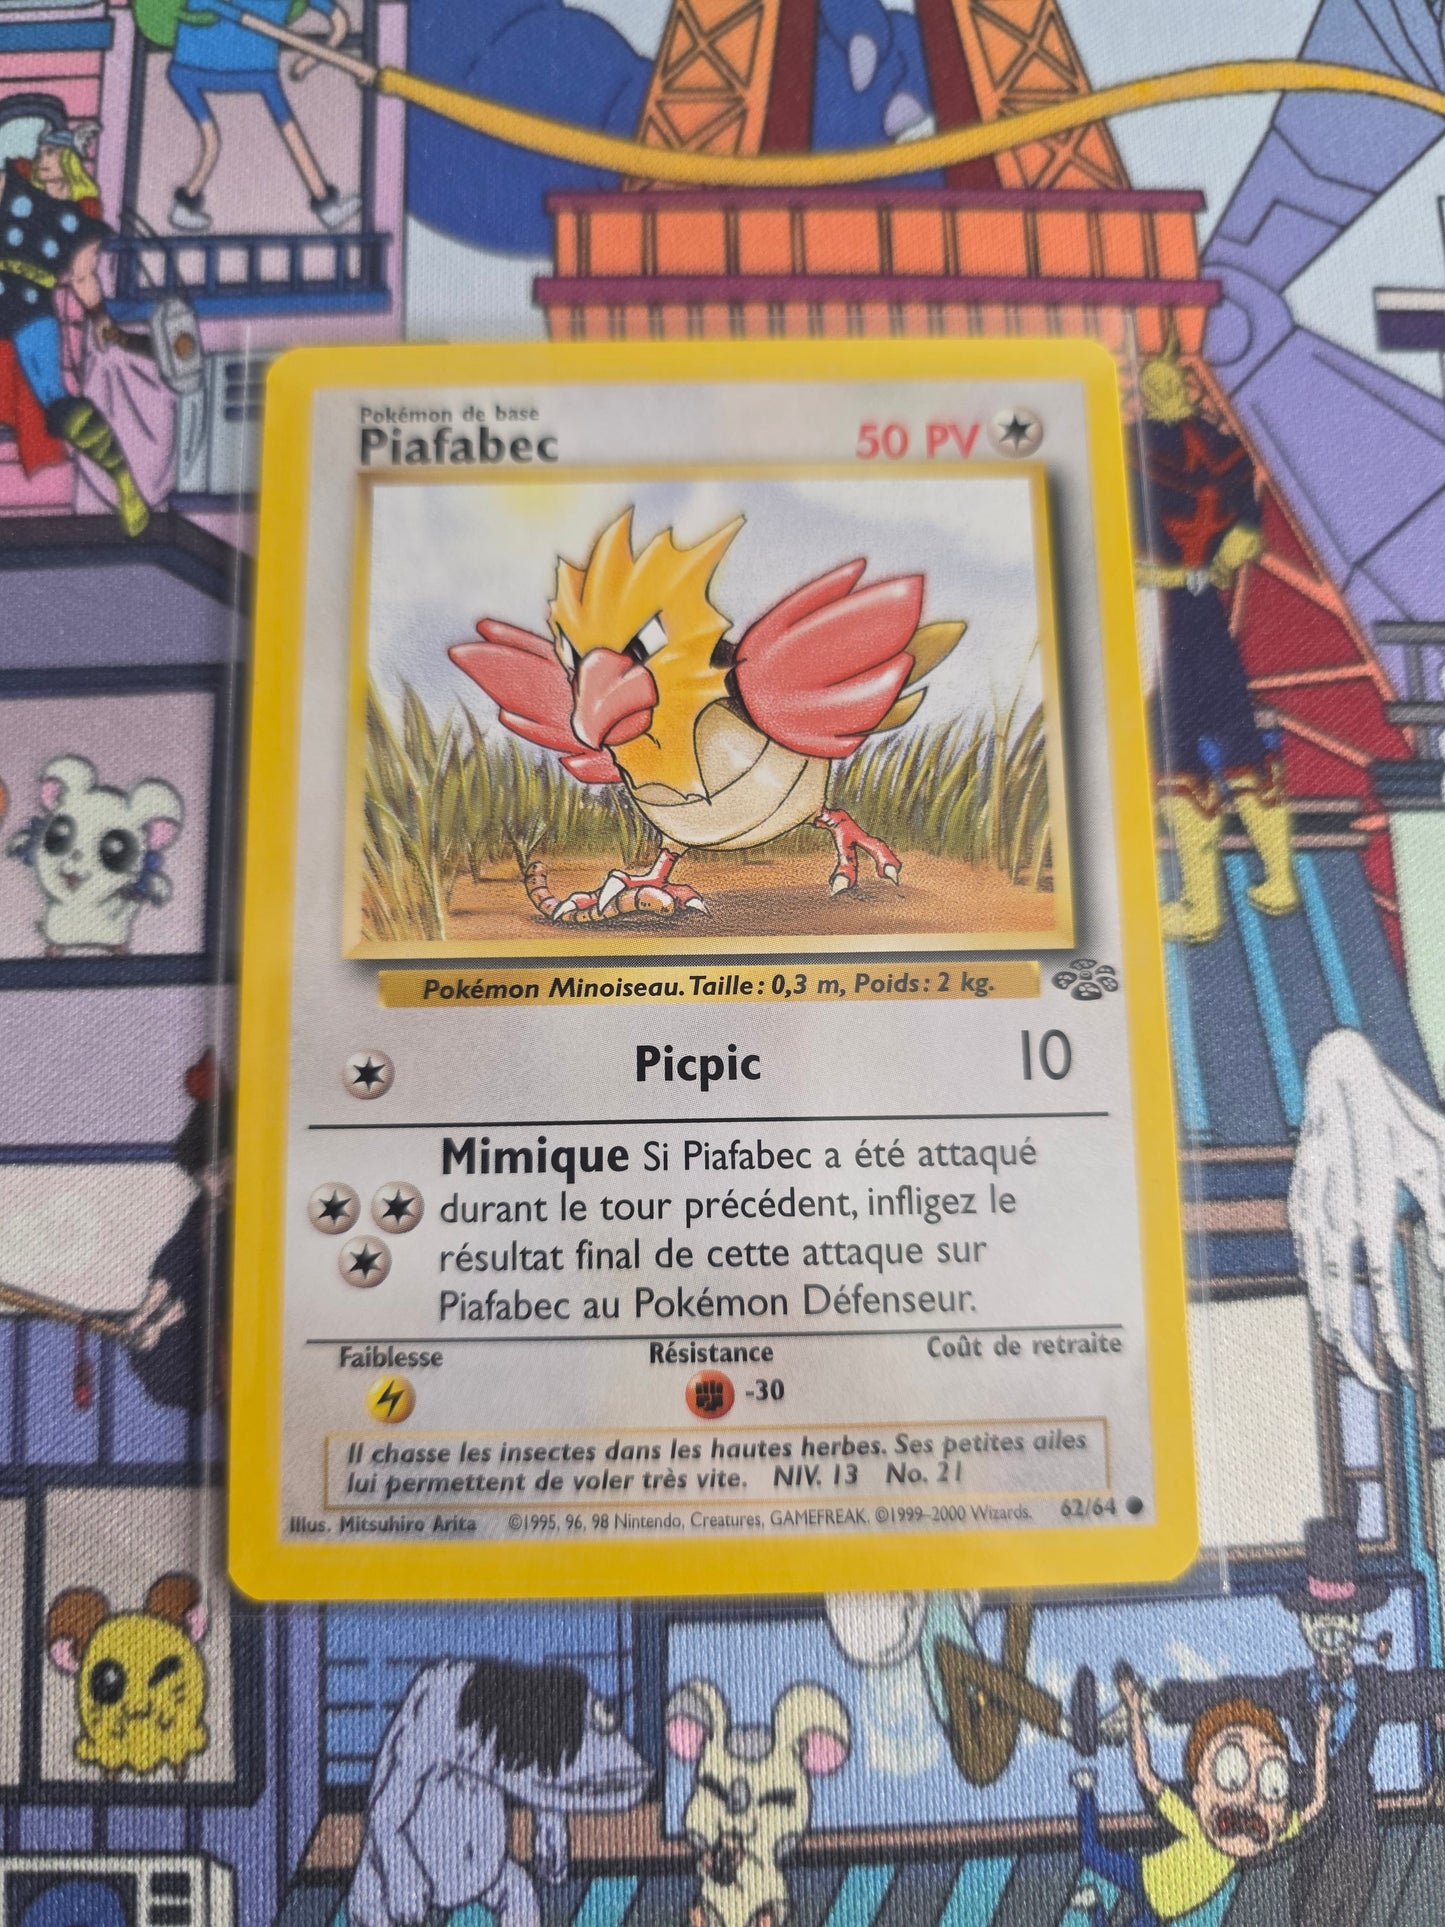 Pokémon de base
Piafabec
50 PV
Pokémon Minoiseau. Taille : 0,3 m, Poids : 2 kg.
Picpic 10
Mimique Si Piafabec a été attaqué
durant le tour précédent, infligez le
résultat final de cette attaque sur
Piafabec au Pokémon Défenseur.
Faiblesse Résistance Coût de retraite
-30
Il chasse les insectes dans les hautes herbes. Ses petites ailes
lui permettent de voler très vite. NIV. 13 No. 21
Illus. Mitsuhiro Arita ©1995, 96, 98 Nintendo, Creatures, GAMEFREAK. ©1999–2000 Wizards. 62/64